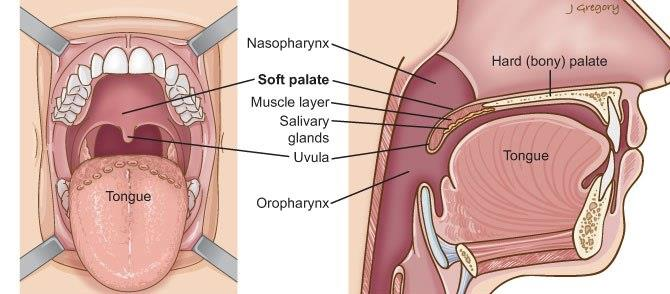 J Gregory
Nasopharynx
Hard (bony) palate
Soft palate
Muscle layer
Salivary
glands
Uvula
Tongue
Tongue
Oropharynx